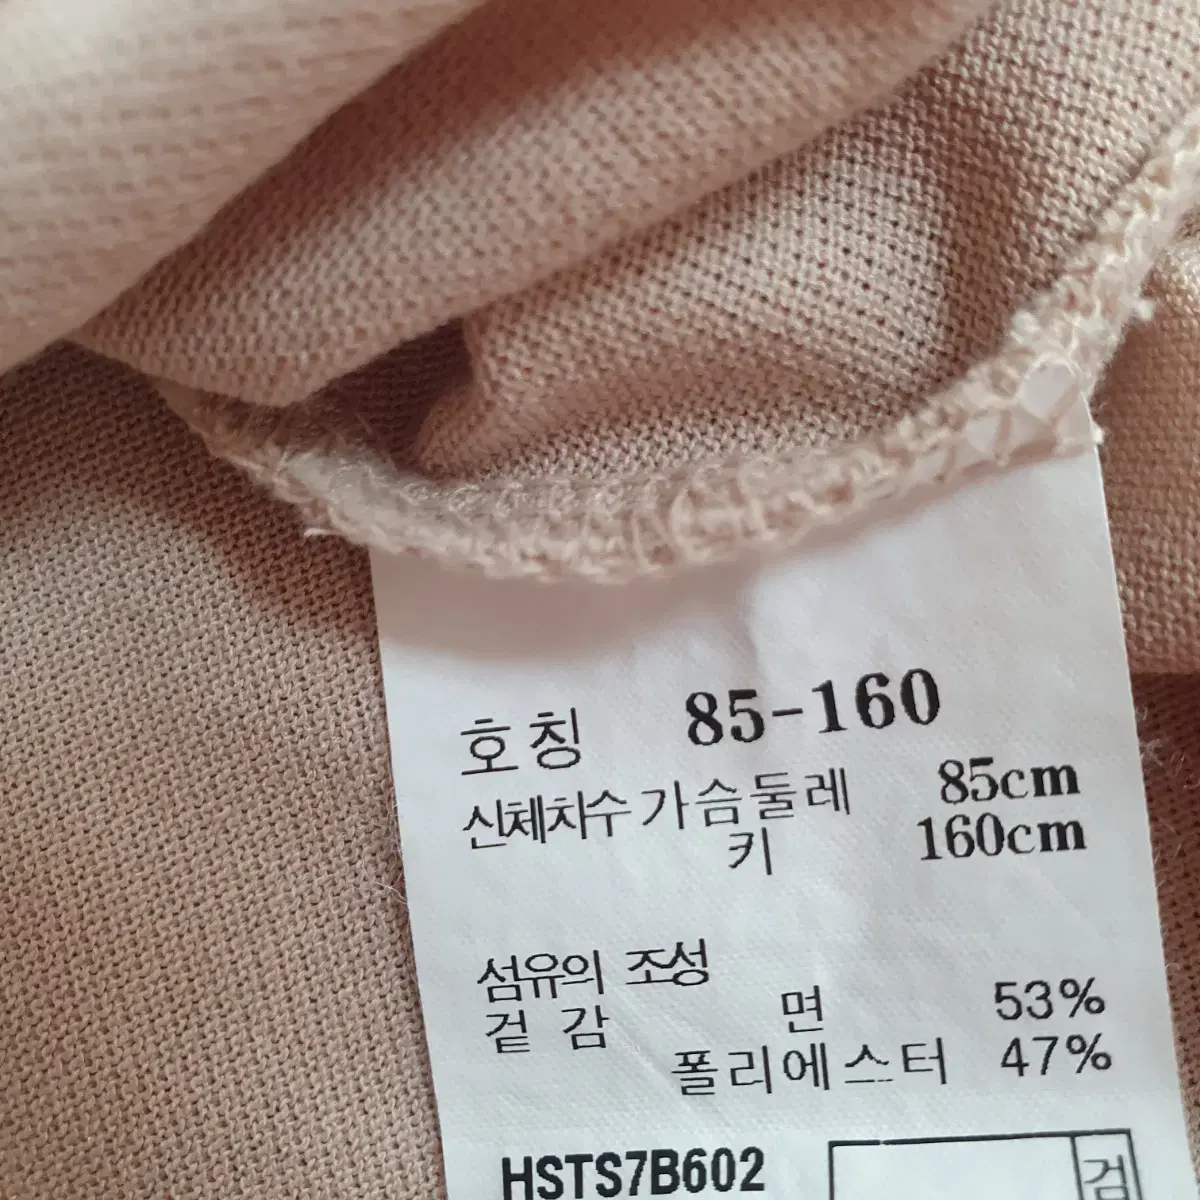 호칭 85-160
신체치수 가슴둘레 85cm
키 160cm
섬유의 조성
겉감 면 53%
폴리에스터 47%
HSTS7B602
검